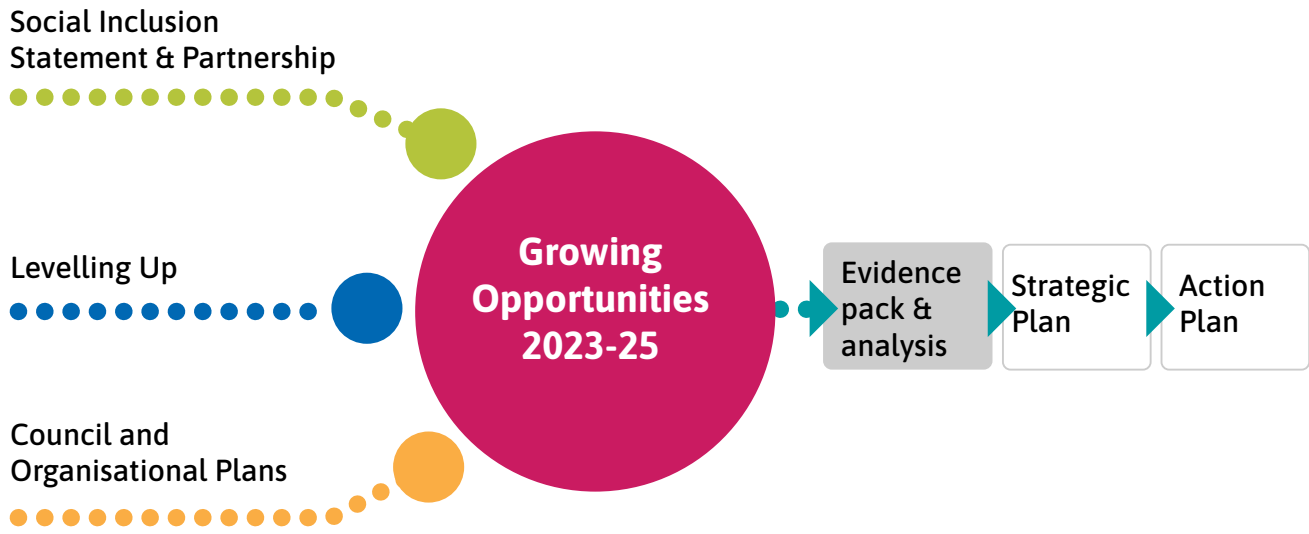 Social Inclusion
Statement & Partnership
Levelling Up
Council and
Organisational Plans
Growing
Opportunities
2023-25
Evidence
pack &
analysis
Strategic
Plan
Action
Plan